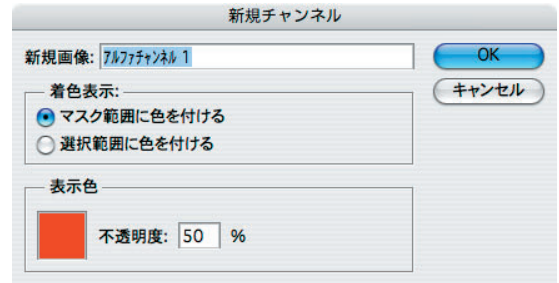 新規チャンネル
新規画像: ｱﾙﾌｧﾁｬﾝﾈﾙ 1
OK
キャンセル
着色表示:
マスク範囲に色を付ける
選択範囲に色を付ける
表示色
不透明度: 50 %